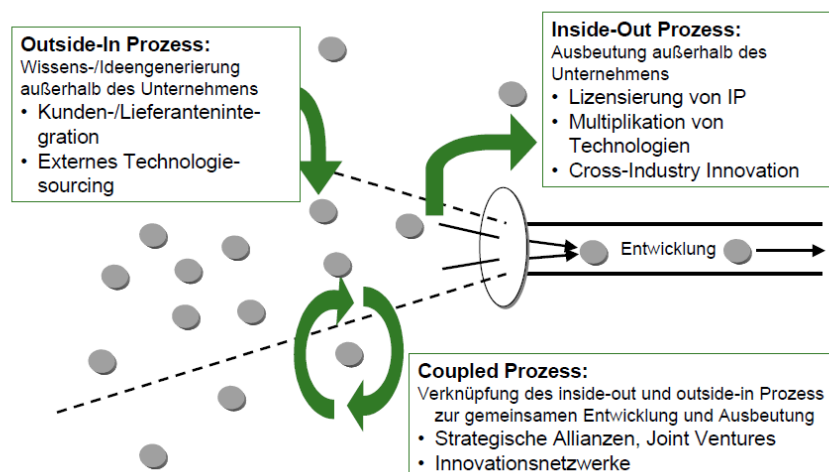 Outside-In Prozess:
Wissens-/Ideengenerierung
außerhalb des Unternehmens
• Kunden-/Lieferanteninte-
gration
• Externes Technologie-
sourcing
Inside-Out Prozess:
Ausbeutung außerhalb des
Unternehmens
• Lizensierung von IP
• Multiplikation von
Technologien
• Cross-Industry Innovation
Entwicklung
Coupled Prozess:
Verknüpfung des inside-out und outside-in Prozess
zur gemeinsamen Entwicklung und Ausbeutung
• Strategische Allianzen, Joint Ventures
• Innovationsnetzwerke